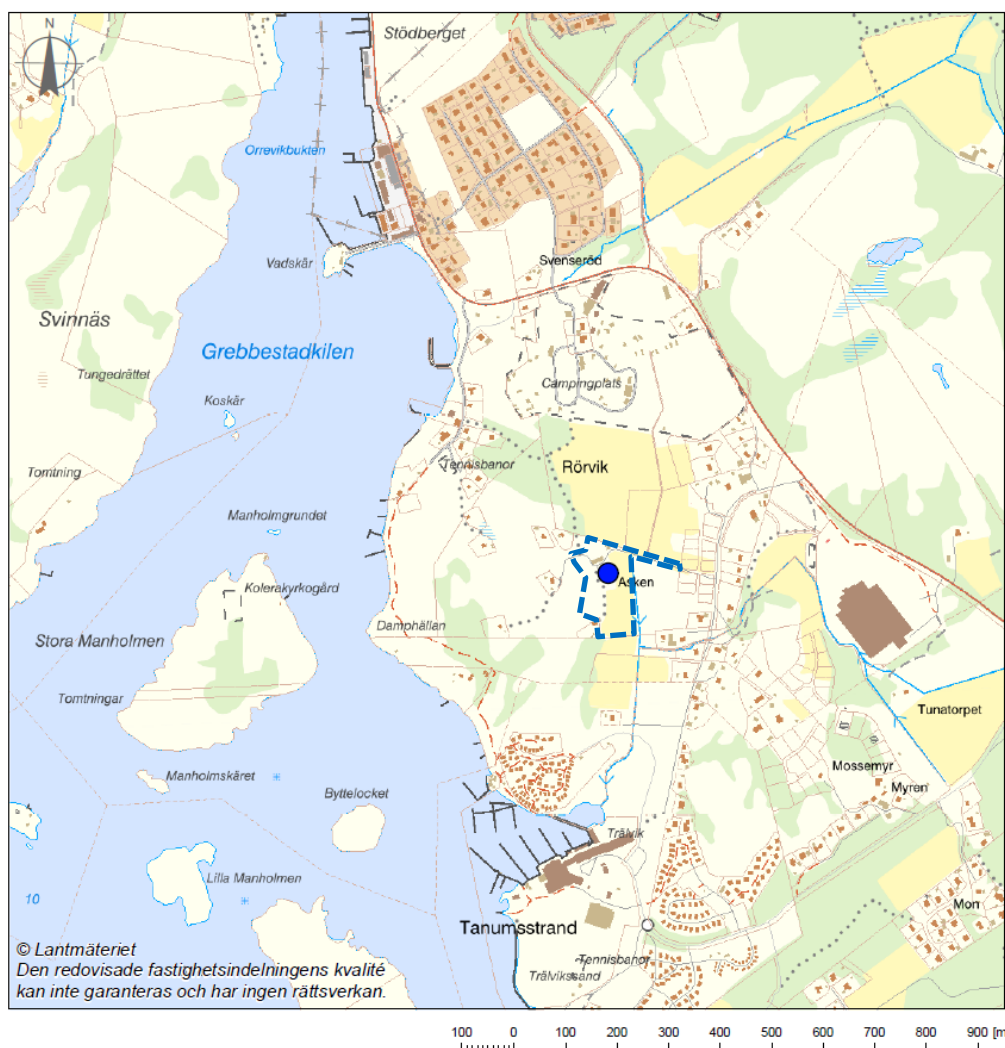 N
Stödberget
Orrevikbukten
Vadskär
Svenseröd
Svinnäs
Grebbestadkilen
Tungedrättet
Campingplats
Koskär
Tomtning
Tennisbanor
Rörvik
Manholmgrundet
Kolerakyrkogård
Asken
Damphällan
Stora Manholmen
Tomtningar
Tunatorpet
Mossemyr
Manholmskäret
Myren
Byttelocket
Trälvik
Lilla Manholmen
10
Mon
Tanumsstrand
© Lantmäteriet
Den redovisade fastighetsindelningens kvalité
kan inte garanteras och har ingen rättsverkan.
Tennisbanor
Trälvikssand
100 0 100 200 300 400 500 600 700 800 900 [m